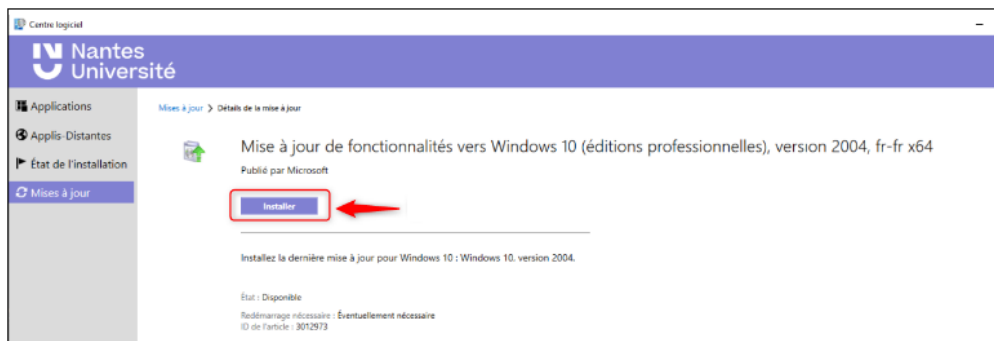 Centre logiciel
Nantes
Université
Applications
Applis-Distantes
État de l'installation
Mises à jour
Mises à jour > Détails de la mise à jour
Mise à jour de fonctionnalités vers Windows 10 (éditions professionnelles), version 2004, fr-fr x64
Publié par Microsoft
Installer
Installez la dernière mise à jour pour Windows 10 : Windows 10. version 2004.
État : Disponible
Redémarrage nécessaire : Éventuellement nécessaire
ID de l'article : 3012973